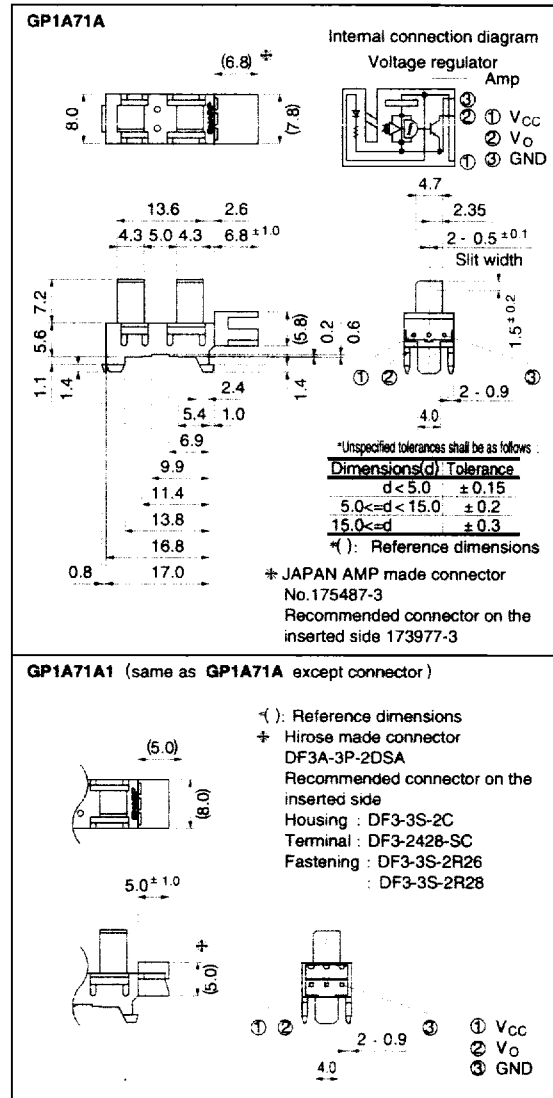 GP1A71A
Internal connection diagram
Voltage regulator
Amp
(6.8) ⁜
8.0
(7.8)
③
② ① VCC
② VO
① ③ GND
4.7
13.6 2.6
2.35
4.3 5.0 4.3 6.8 ±1.0
2 - 0.5 ±0.1
Slit width
7.2
5.6
1.1
1.4
(5.8)
0.2
0.6
1.4
1.5 ± 0.2
① ② ③
2.4
5.4 1.0
2 - 0.9
4.0
6.9
9.9
11.4
13.8
16.8
0.8 17.0
*Unspecified tolerances shall be as follows :
Dimensions(d) Tolerance
d < 5.0 ± 0.15
5.0<=d < 15.0 ± 0.2
15.0<=d ± 0.3
*( ): Reference dimensions
⁜ JAPAN AMP made connector
No.175487-3
Recommended connector on the
inserted side 173977-3
GP1A71A1 (same as GP1A71A except connector)
*( ): Reference dimensions
⁜ Hirose made connector
DF3A-3P-2DSA
Recommended connector on the
inserted side
Housing : DF3-3S-2C
Terminal : DF3-2428-SC
Fastening : DF3-3S-2R26
: DF3-3S-2R28
(5.0)
(8.0)
5.0 ± 1.0
⁜
(5.0)
① ② ③
2 - 0.9
4.0
① VCC
② VO
③ GND